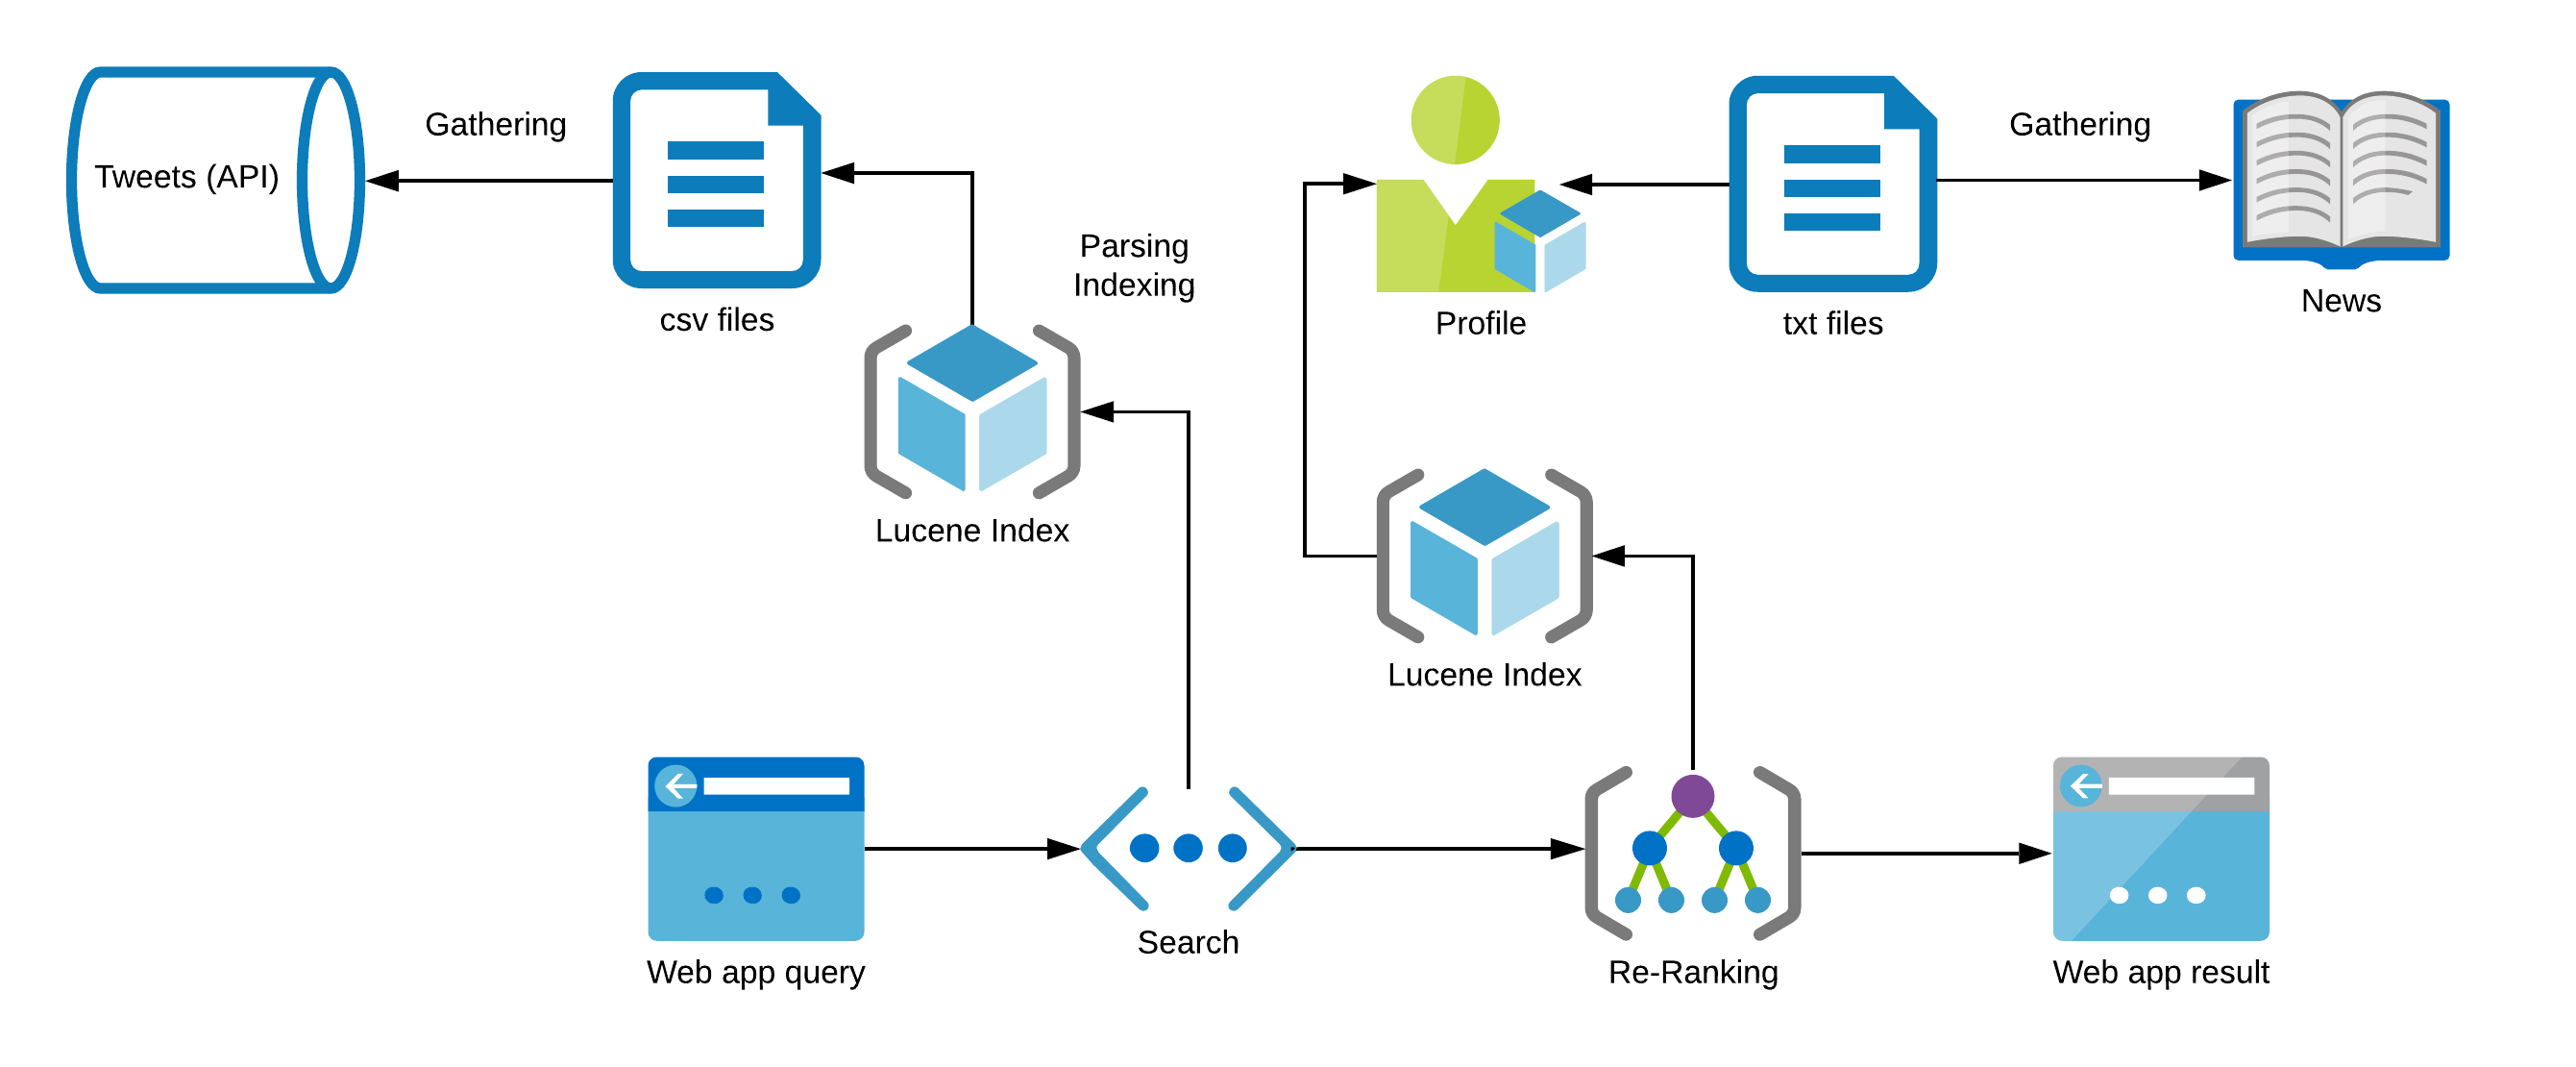 Tweets (API)
Gathering
csv files
Parsing
Indexing
Lucene Index
Profile
txt files
Gathering
News
Lucene Index
Web app query
Search
Re-Ranking
Web app result